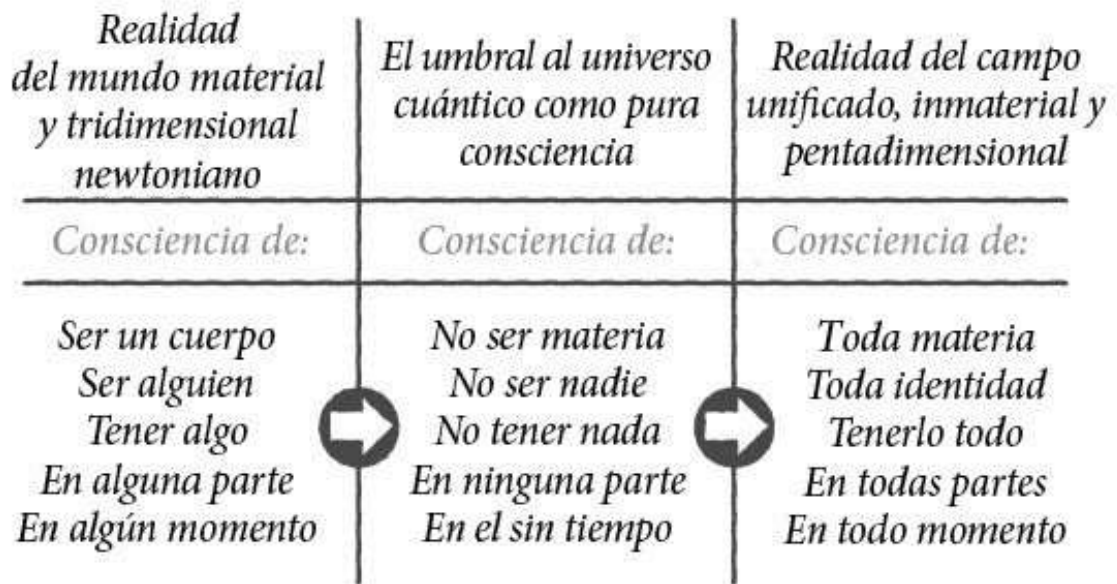 Realidad
del mundo material
y tridimensional
newtoniano
El umbral al universo
cuántico como pura
consciencia
Realidad del campo
unificado, inmaterial y
pentadimensional
Consciencia de:
Consciencia de:
Consciencia de:
Ser un cuerpo
Ser alguien
Tener algo
En alguna parte
En algún momento
No ser materia
No ser nadie
No tener nada
En ninguna parte
En el sin tiempo
Toda materia
Toda identidad
Tenerlo todo
En todas partes
En todo momento